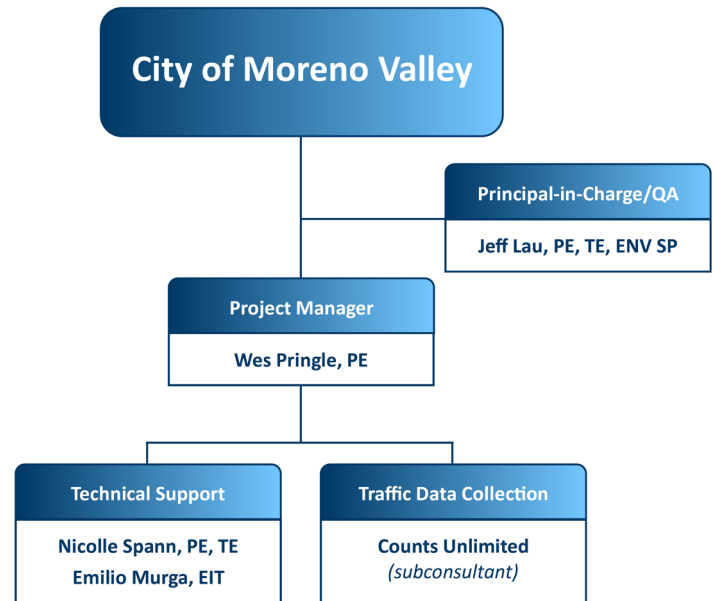 City of Moreno Valley
Principal-in-Charge/QA
Jeff Lau, PE, TE, ENV SP
Project Manager
Wes Pringle, PE
Technical Support
Nicolle Spann, PE, TE
Emilio Murga, EIT
Traffic Data Collection
Counts Unlimited
(subconsultant)